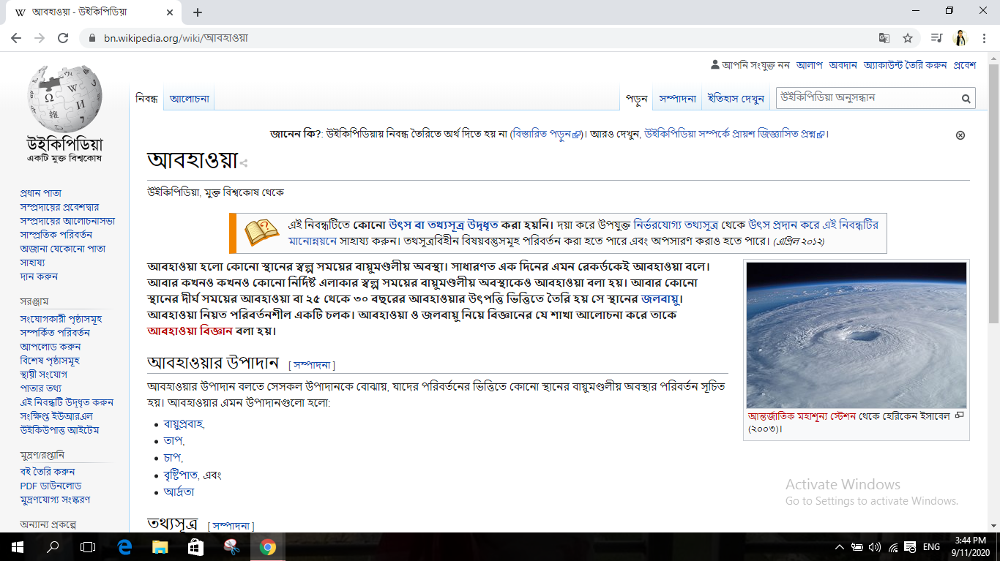 আবহাওয়া - উইকিপিডিয়া
bn.wikipedia.org/wiki/আবহাওয়া
আপনি সংযুক্ত নন আলাপ অবদান অ্যাকাউন্ট তৈরি করুন প্রবেশ
নিবন্ধ আলোচনা পড়ুন সম্পাদনা ইতিহাস দেখুন উইকিপিডিয়া অনুসন্ধান
উইকিপিডিয়া
একটি মুক্ত বিশ্বকোষ
প্রধান পাতা
সম্প্রদায়ের প্রবেশদ্বার
সম্প্রদায়ের আলোচনাসভা
সাম্প্রতিক পরিবর্তন
অজানা যেকোনো পাতা
সাহায্য
দান করুন
সরঞ্জাম
সংযোগকারী পৃষ্ঠাসমূহ
সম্পর্কিত পরিবর্তন
আপলোড করুন
বিশেষ পৃষ্ঠাসমূহ
স্থায়ী সংযোগ
পাতার তথ্য
এই নিবন্ধটি উদ্ধৃত করুন
সংক্ষিপ্ত ইউআরএল
উইকিউপাত্ত আইটেম
মুদ্রণ/রপ্তানি
বই তৈরি করুন
PDF ডাউনলোড
মুদ্রণযোগ্য সংস্করণ
অন্যান্য প্রকল্পে
জানেন কি?: উইকিপিডিয়ায় নিবন্ধ তৈরিতে অর্থ দিতে হয় না (বিস্তারিত পড়ুন)। আরও দেখুন, উইকিপিডিয়া সম্পর্কে প্রায়শ জিজ্ঞাসিত প্রশ্ন।
আবহাওয়া
উইকিপিডিয়া, মুক্ত বিশ্বকোষ থেকে
এই নিবন্ধটিতে কোনো উৎস বা তথ্যসূত্র উদ্ধৃত করা হয়নি। দয়া করে উপযুক্ত নির্ভরযোগ্য তথ্যসূত্র থেকে উৎস প্রদান করে এই নিবন্ধটির
মানোন্নয়নে সাহায্য করুন। তথ্যসূত্রবিহীন বিষয়বস্তুসমূহ পরিবর্তন করা হতে পারে এবং অপসারণ করাও হতে পারে। (এপ্রিল ২০১২)
আবহাওয়া হলো কোনো স্থানের স্বল্প সময়ের বায়ুমণ্ডলীয় অবস্থা। সাধারণত এক দিনের এমন রেকর্ডকেই আবহাওয়া বলে।
আবার কখনও কখনও কোনো নির্দিষ্ট এলাকার স্বল্প সময়ের বায়ুমণ্ডলীয় অবস্থাকেও আবহাওয়া বলা হয়। আবার কোনো
স্থানের দীর্ঘ সময়ের আবহাওয়া বা ২৫ থেকে ৩০ বছরের আবহাওয়ার উৎপত্তি ভিত্তিতে তৈরি হয় সে স্থানের জলবায়ু।
আবহাওয়া নিয়ত পরিবর্তনশীল একটি চলক। আবহাওয়া ও জলবায়ু নিয়ে বিজ্ঞানের যে শাখা আলোচনা করে তাকে
আবহাওয়া বিজ্ঞান বলা হয়।
আন্তর্জাতিক মহাশূন্য স্টেশন থেকে হেরিকেন ইসাবেল
(২০০৩)।
আবহাওয়ার উপাদান [ সম্পাদনা ]
আবহাওয়ার উপাদান বলতে সেসকল উপাদানকে বোঝায়, যাদের পরিবর্তনের ভিত্তিতে কোনো স্থানের বায়ুমণ্ডলীয় অবস্থার পরিবর্তন সূচিত
হয়। আবহাওয়ার এমন উপাদানগুলো হলো:
• বায়ুপ্রবাহ,
• তাপ,
• চাপ,
• বৃষ্টিপাত, এবং
• আর্দ্রতা
তথ্যসূত্র [ সম্পাদনা ]
Activate Windows
Go to Settings to activate Windows.
ENG
3:44 PM
9/11/2020